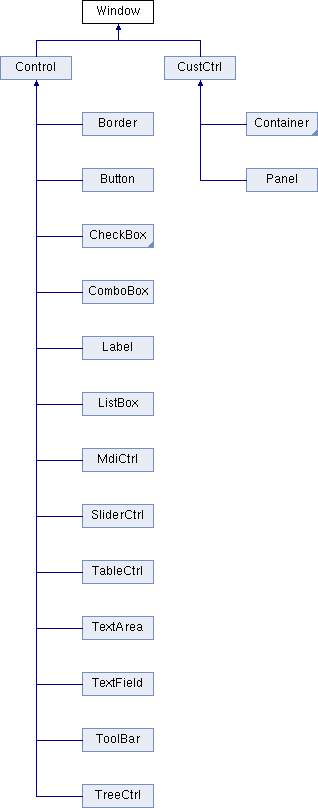 Window
Control
CustCtrl
Border
Container
Button
Panel
CheckBox
ComboBox
Label
ListBox
MdiCtrl
SliderCtrl
TableCtrl
TextArea
TextField
ToolBar
TreeCtrl